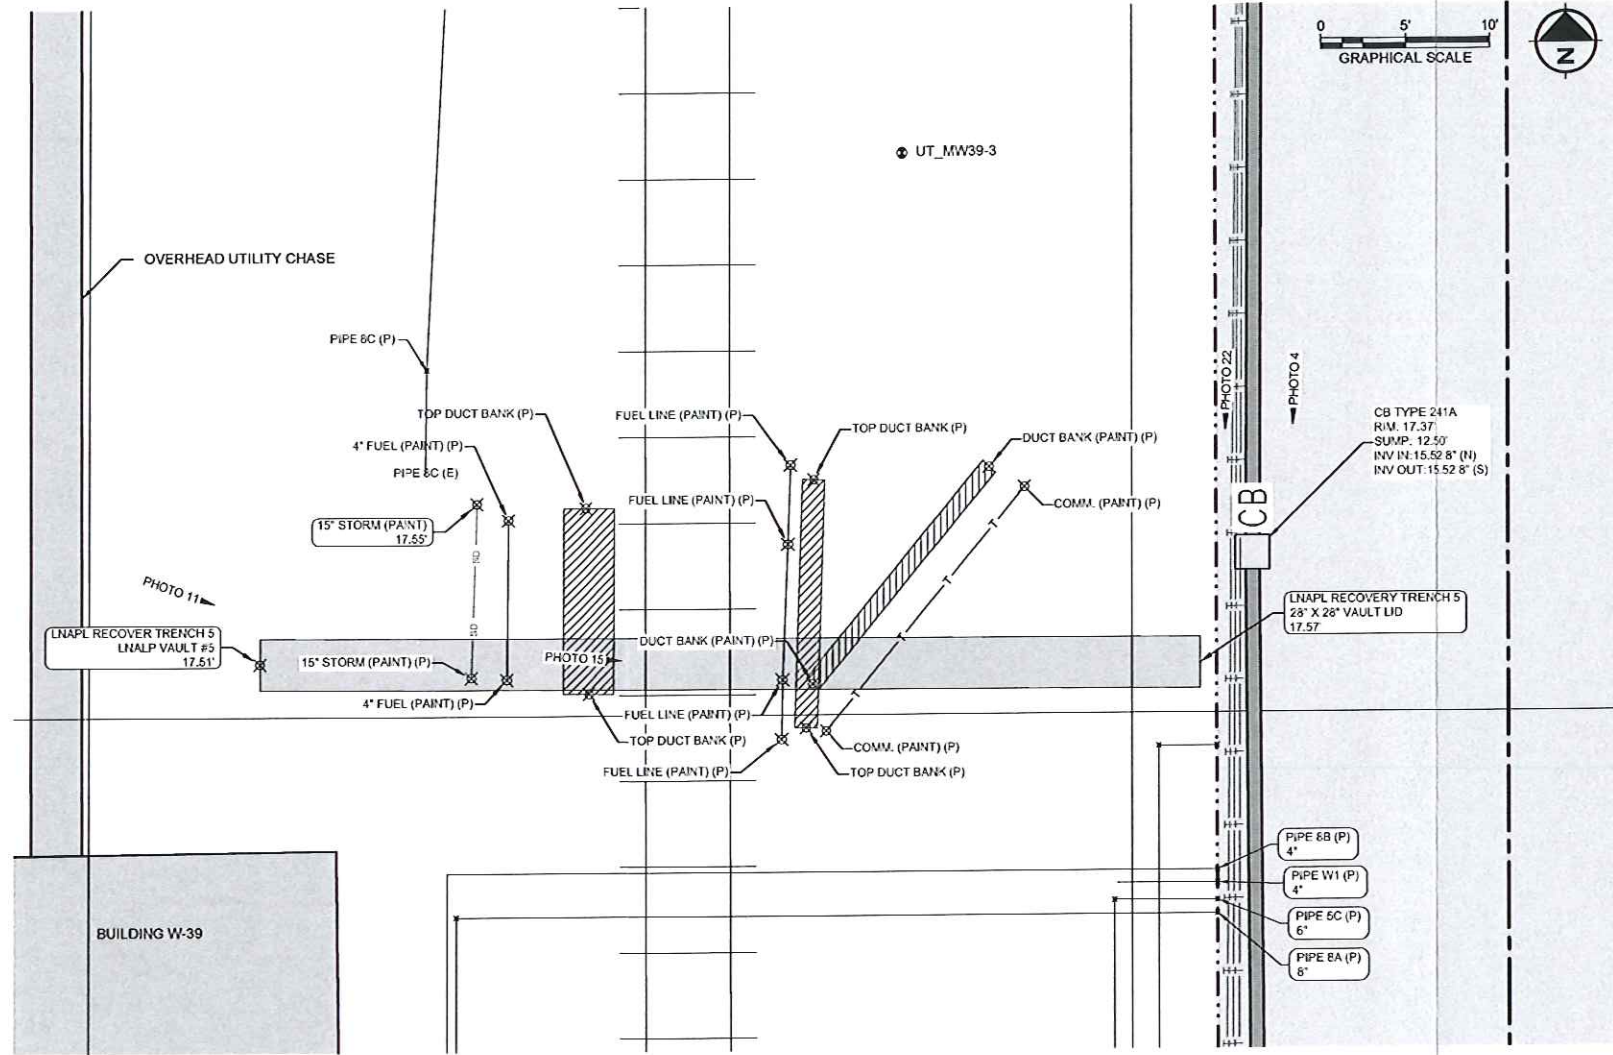 0 5' 10'
GRAPHICAL SCALE
N
UT_MW39-3
OVERHEAD UTILITY CHASE
PIPE 8C (P)
PHOTO 22
PHOTO 4
TOP DUCT BANK (P)
FUEL LINE (PAINT) (P)
TOP DUCT BANK (P)
CB TYPE 241A
RIM: 17.37'
SUMP: 12.50'
INV IN:15.52 8" (N)
INV OUT:15.52 8" (S)
4" FUEL (PAINT) (P)
DUCT BANK (PAINT) (P)
PIPE 8C (E)
FUEL LINE (PAINT) (P)
COMM. (PAINT) (P)
CB
15" STORM (PAINT)
17.55'
SD
T
T
T
T
SD
PHOTO 11
LNAPL RECOVERY TRENCH 5
28" X 28" VAULT LID
17.57'
LNAPL RECOVER TRENCH 5
LNALP VAULT #5
17.51'
DUCT BANK (PAINT) (P)
15" STORM (PAINT) (P)
PHOTO 15
4" FUEL (PAINT) (P)
FUEL LINE (PAINT) (P)
TOP DUCT BANK (P)
COMM. (PAINT) (P)
FUEL LINE (PAINT) (P)
TOP DUCT BANK (P)
PIPE 8B (P)
4"
PIPE W1 (P)
4"
PIPE 5C (P)
6"
PIPE 8A (P)
8"
BUILDING W-39